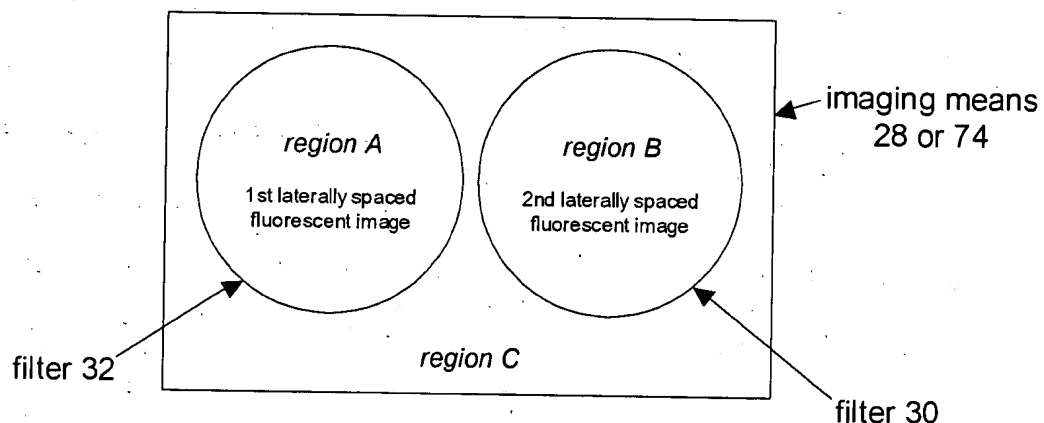 region A
1st laterally spaced
fluorescent image
region B
2nd laterally spaced
fluorescent image
imaging means
28 or 74
region C
filter 32
filter 30